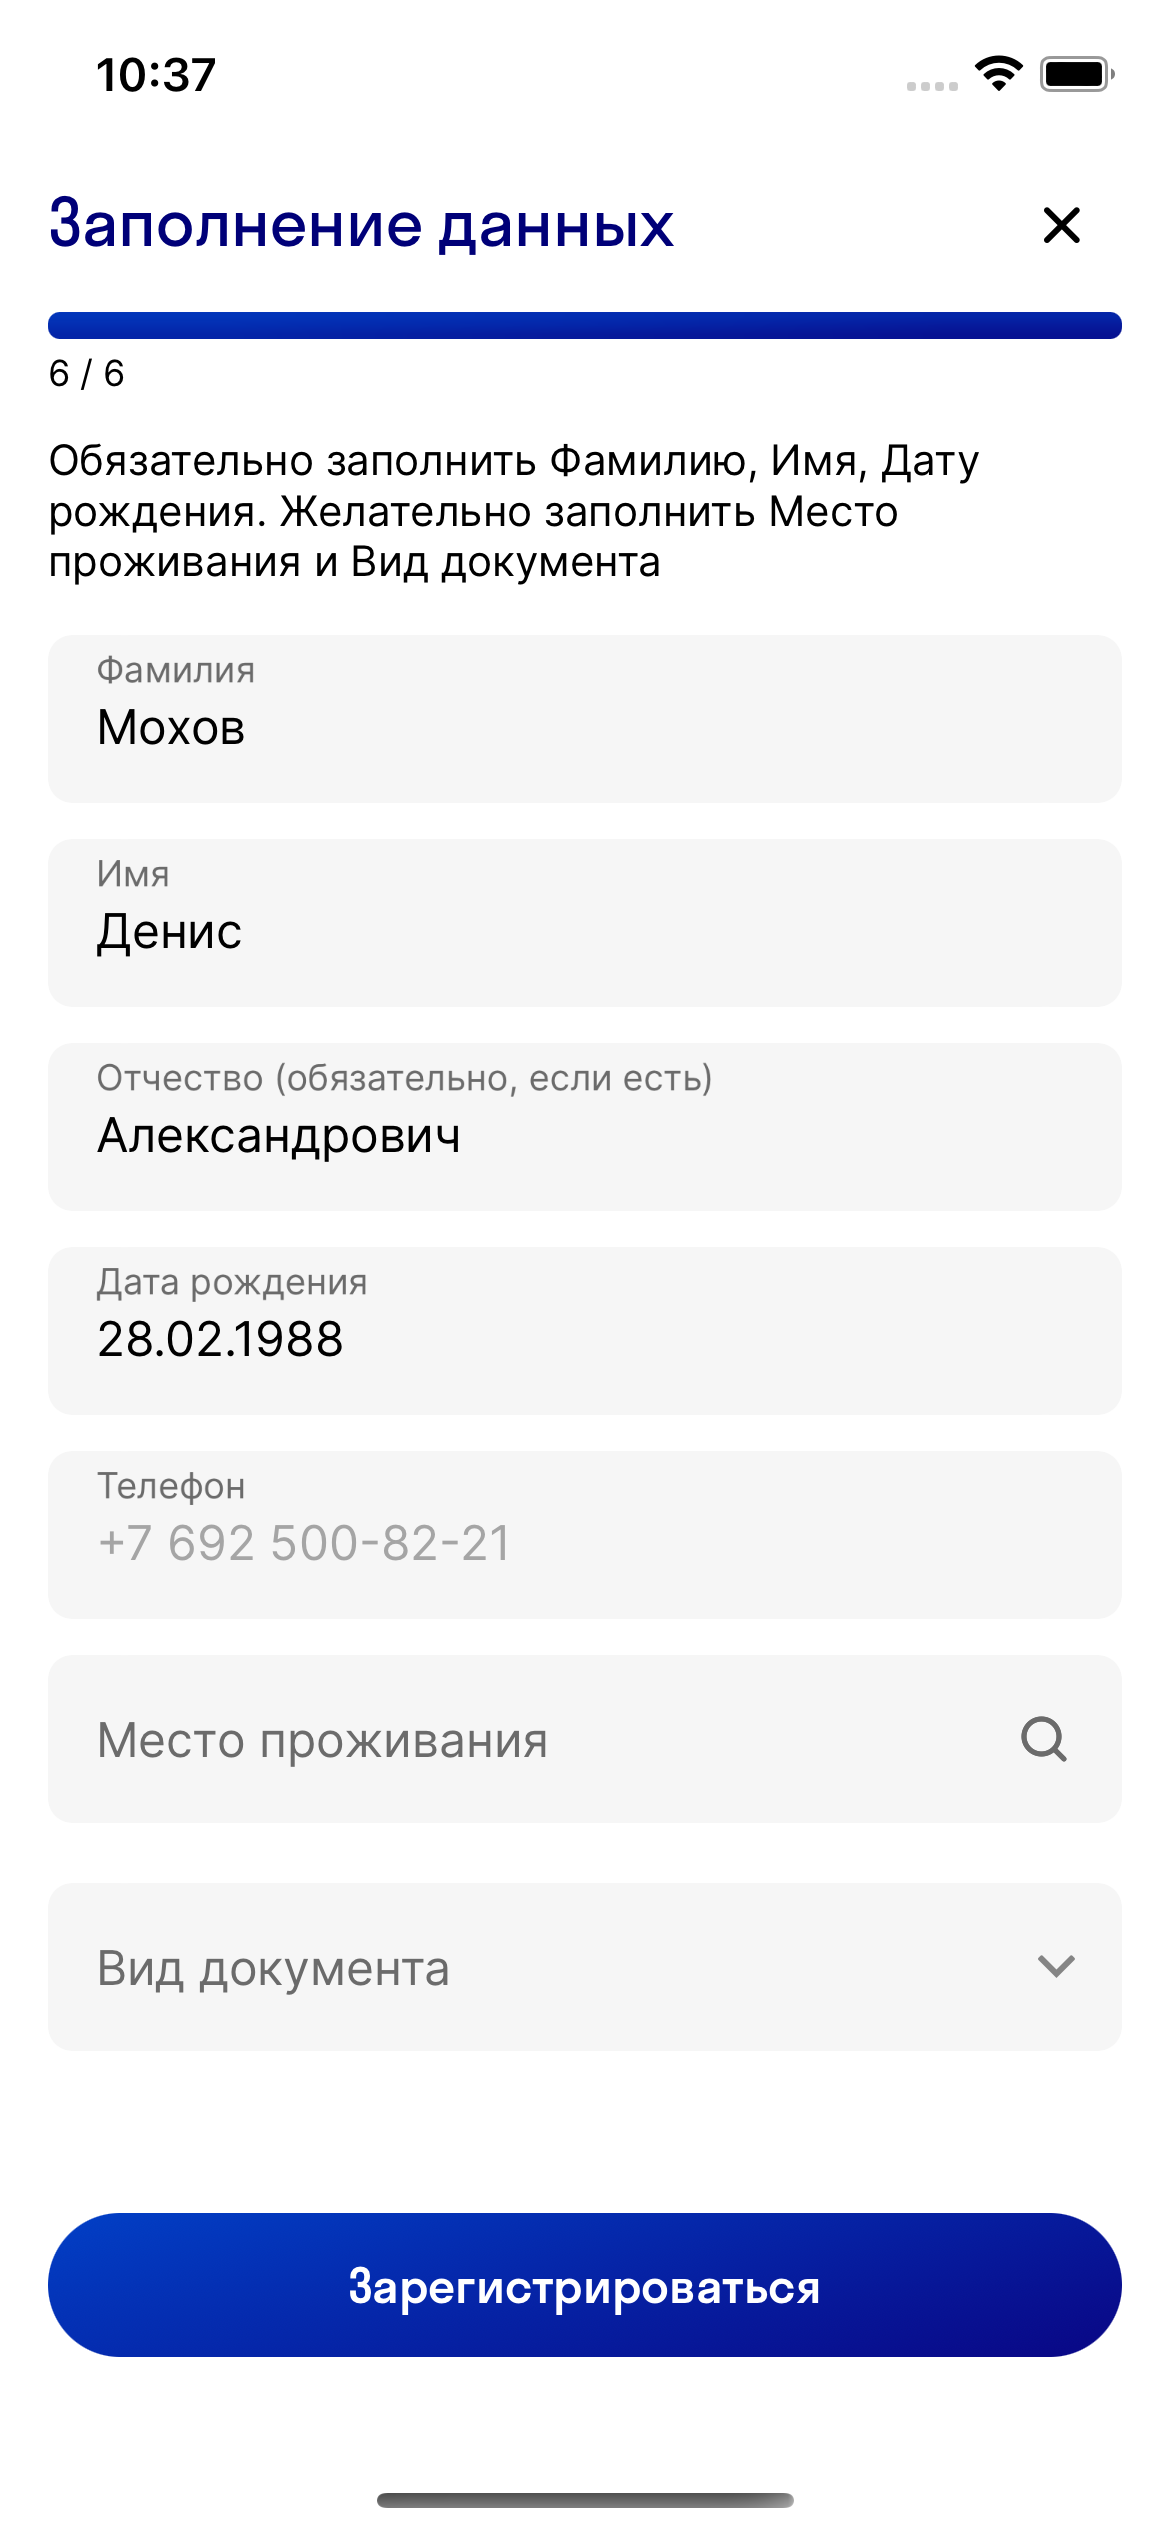 10:37
Заполнение данных
6 / 6
Обязательно заполнить Фамилию, Имя, Дату
рождения. Желательно заполнить Место
проживания и Вид документа
Фамилия
Мохов
Имя
Денис
Отчество (обязательно, если есть)
Александрович
Дата рождения
28.02.1988
Телефон
+7 692 500-82-21
Место проживания
Вид документа
Зарегистрироваться